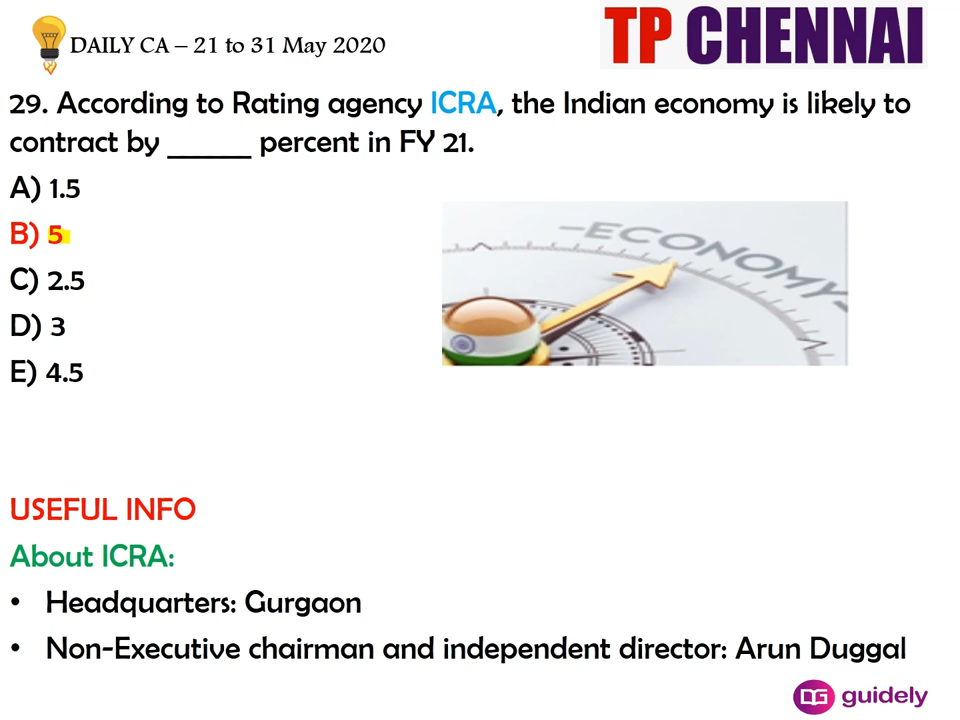 DAILY CA – 21 to 31 May 2020
TP CHENNAI
29. According to Rating agency ICRA, the Indian economy is likely to
contract by ______ percent in FY 21.
A) 1.5
B) 5
C) 2.5
D) 3
E) 4.5
ECONOMY
USEFUL INFO
About ICRA:
• Headquarters: Gurgaon
• Non-Executive chairman and independent director: Arun Duggal
guidely